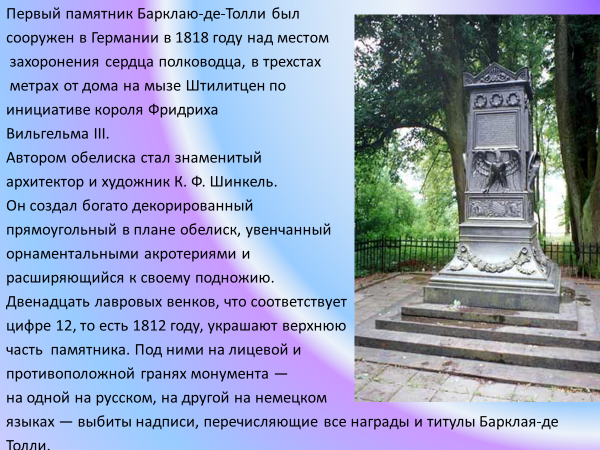 Первый памятник Барклаю-де-Толли был
сооружен в Германии в 1818 году над местом
захоронения сердца полководца, в трехстах
метрах от дома на мызе Штилитцен по
инициативе короля Фридриха
Вильгельма III.
Автором обелиска стал знаменитый
архитектор и художник К. Ф. Шинкель.
Он создал богато декорированный
прямоугольный в плане обелиск, увенчанный
орнаментальными акротериями и
расширяющийся к своему подножию.
Двенадцать лавровых венков, что соответствует
цифре 12, то есть 1812 году, украшают верхнюю
часть памятника. Под ними на лицевой и
противоположной гранях монумента —
на одной на русском, на другой на немецком
языках — выбиты надписи, перечисляющие все награды и титулы Барклая-де
Толли.